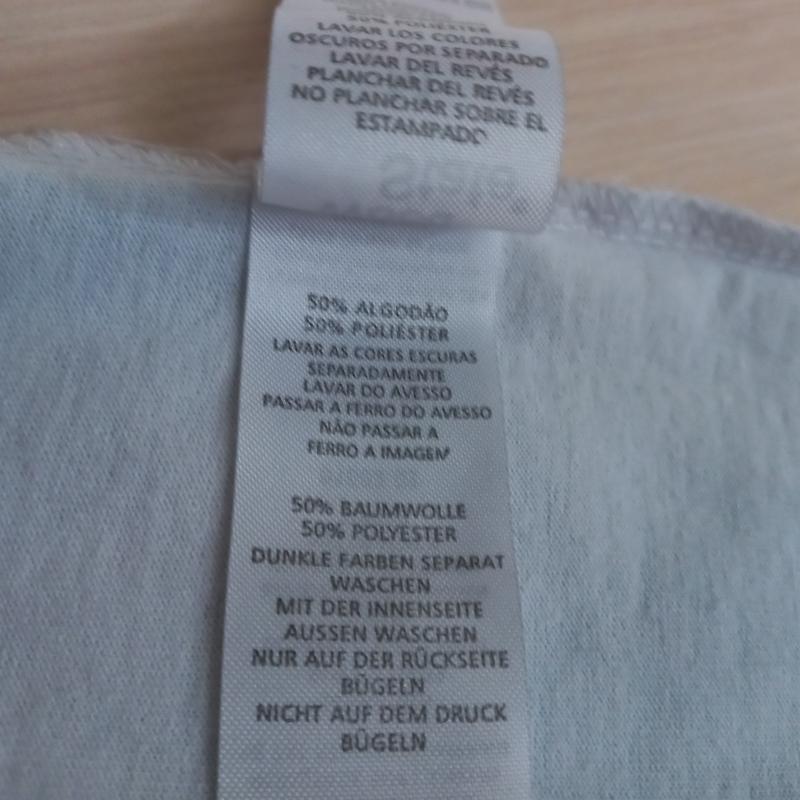 50% POLIÉSTER
LAVAR LOS COLORES
OSCUROS POR SEPARADO
LAVAR DEL REVÉS
PLANCHAR DEL REVÉS
NO PLANCHAR SOBRE EL
ESTAMPADO
50% ALGODÃO
50% POLIÉSTER
LAVAR AS CORES ESCURAS
SEPARADAMENTE
LAVAR DO AVESSO
PASSAR A FERRO DO AVESSO
NÃO PASSAR A
FERRO A IMAGEM
50% BAUMWOLLE
50% POLYESTER
DUNKLE FARBEN SEPARAT
WASCHEN
MIT DER INNENSEITE
AUSSEN WASCHEN
NUR AUF DER RÜCKSEITE
BÜGELN
NICHT AUF DEM DRUCK
BÜGELN